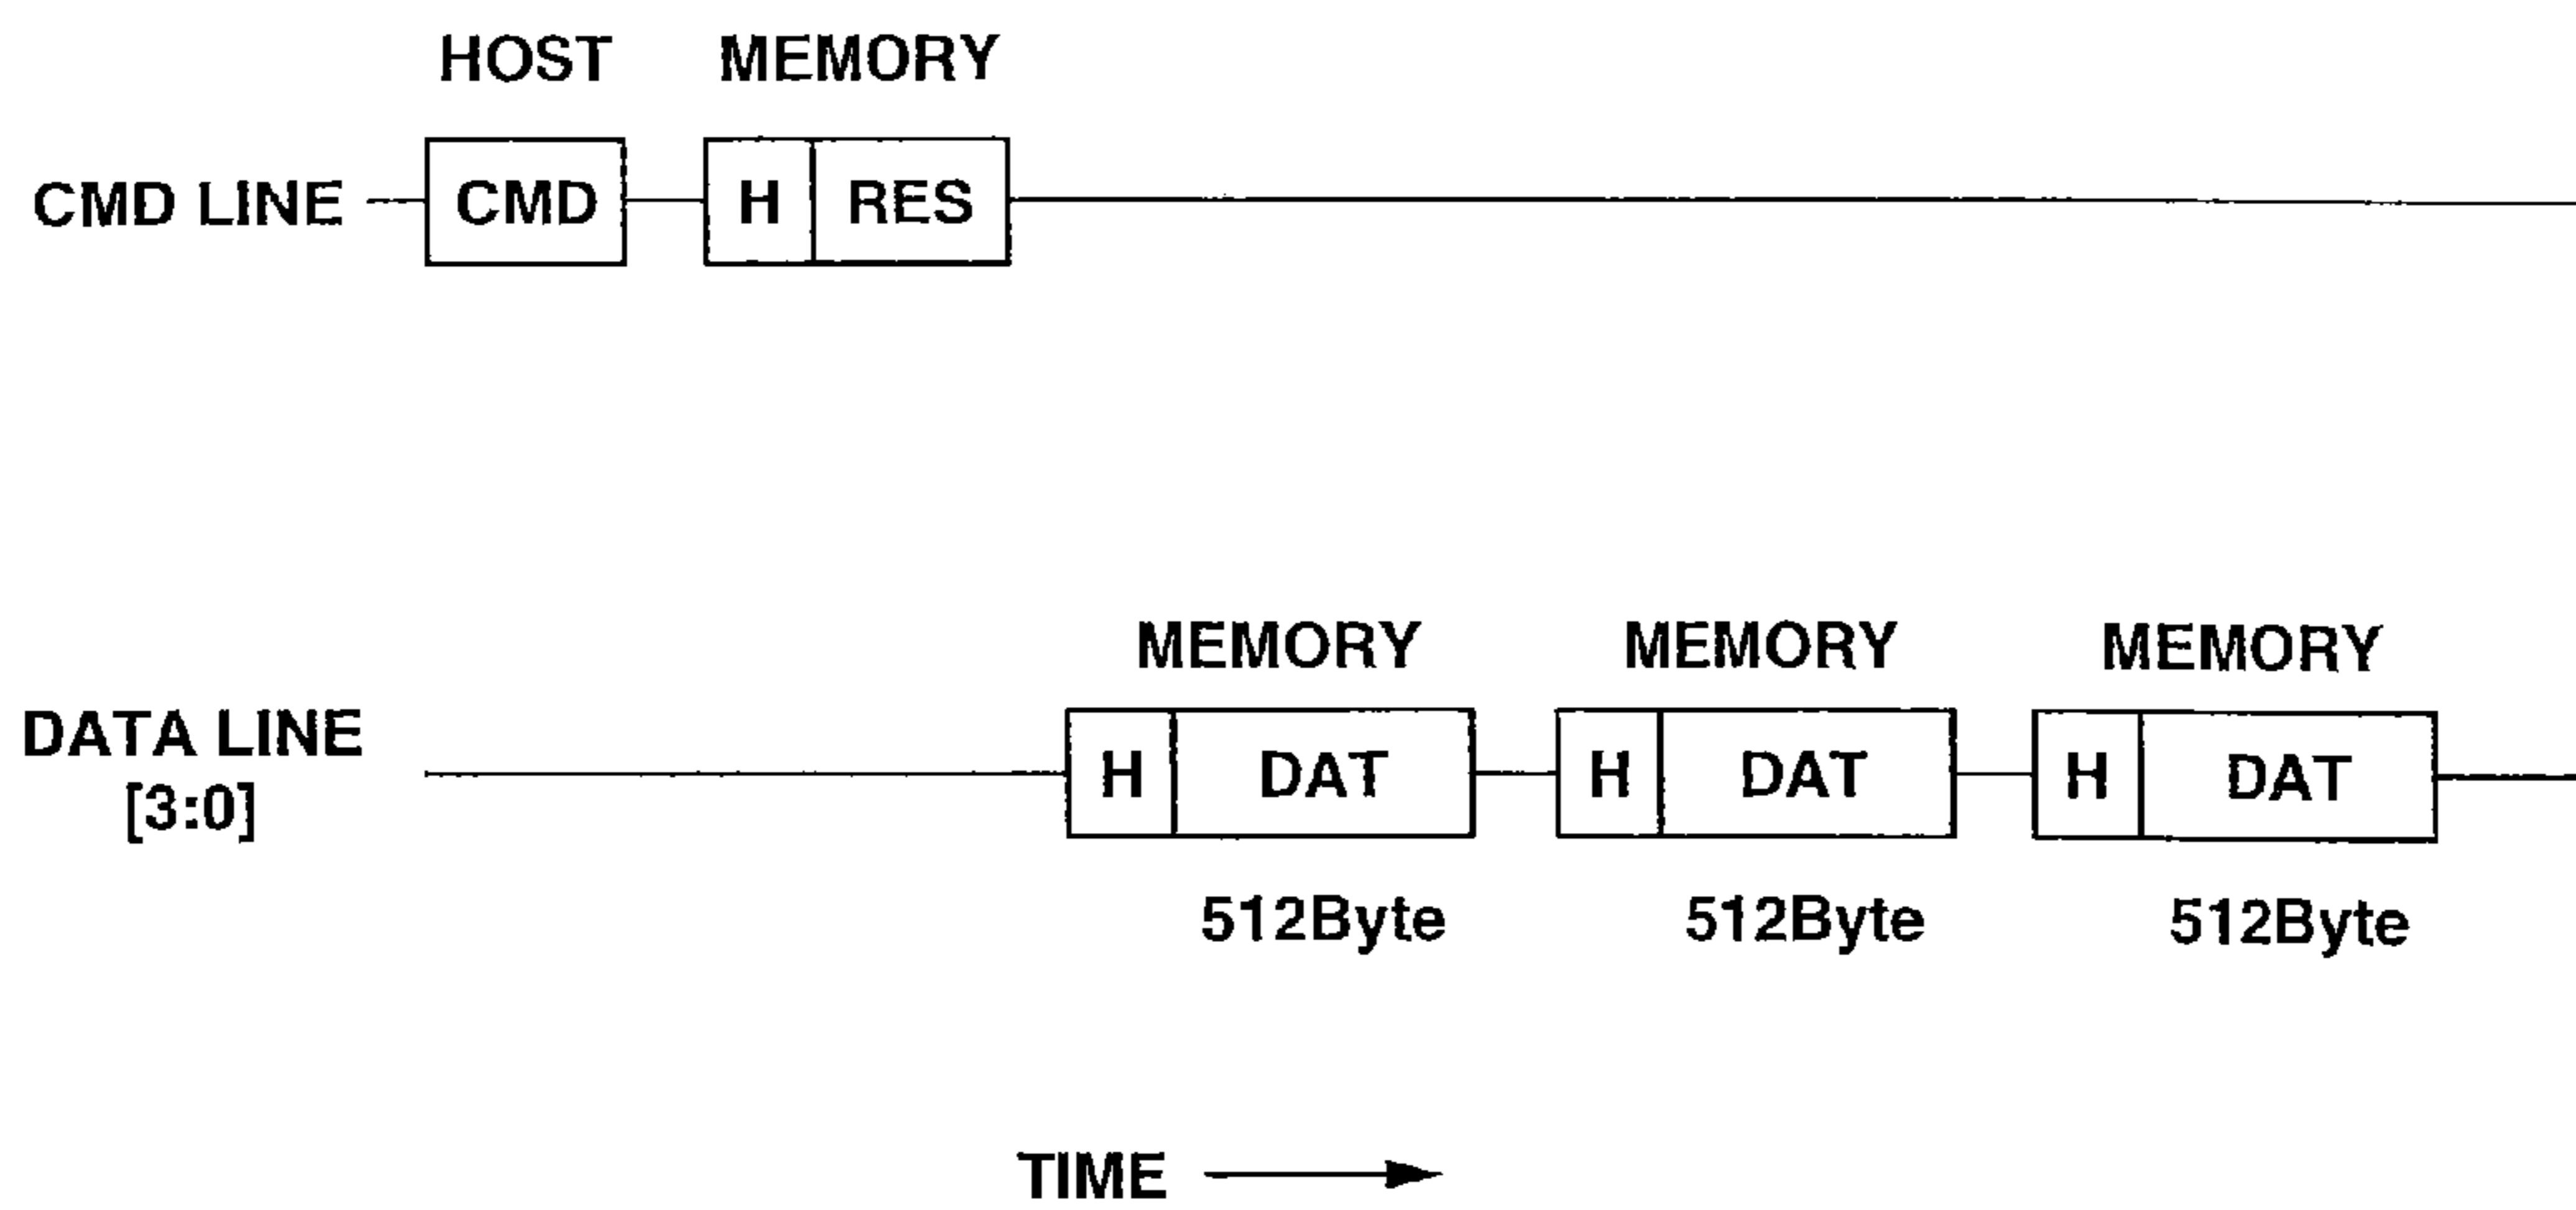 HOST MEMORY
CMD LINE CMD H RES
MEMORY MEMORY MEMORY
DATA LINE
[3:0]
H DAT H DAT H DAT
512Byte 512Byte 512Byte
TIME